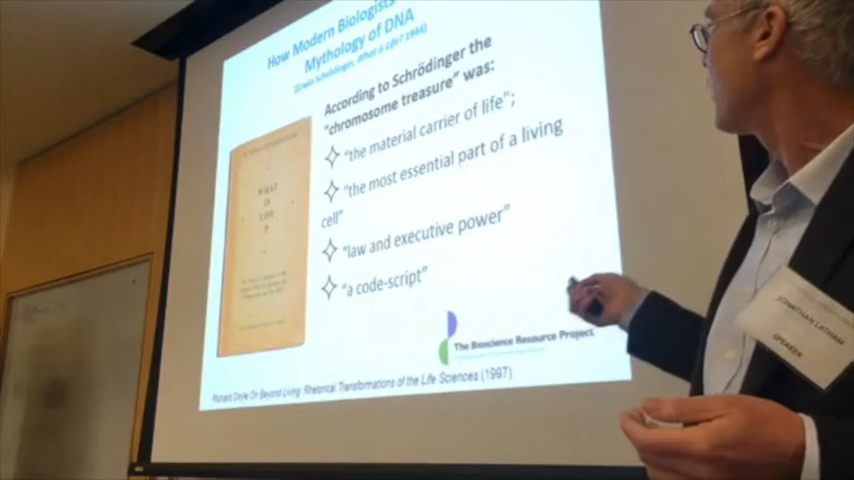 How Modern Biologists
Mythology of DNA
(Erwin Schrödinger, What is Life? 1944)
According to Schrödinger the
"chromosome treasure" was:
"the material carrier of life";
"the most essential part of a living
cell"
"law and executive power"
"a code-script"
WHAT
IS
LIFE
?
The Bioscience Resource Project
Richard Doyle On Beyond Living: Rhetorical Transformations of the Life Sciences (1997)
JONATHAN LATHAM
SPEAKER